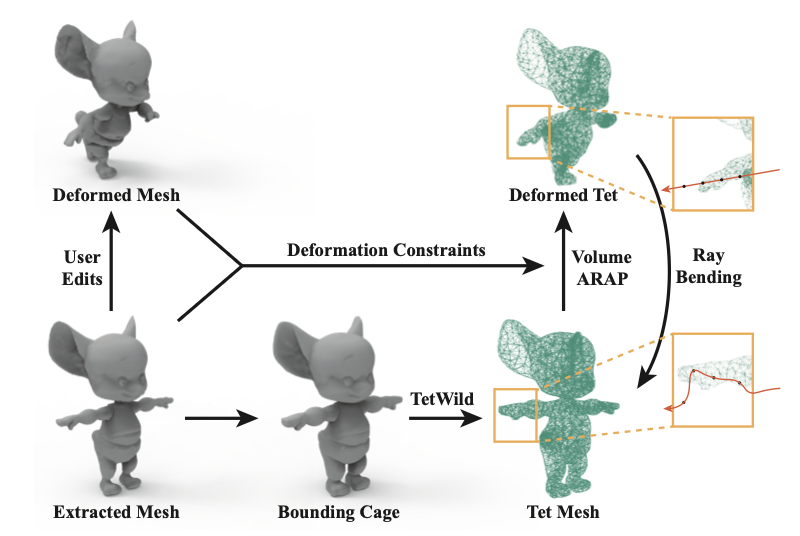 Deformed Mesh
Deformed Tet
User
Edits
Deformation Constraints
Volume
ARAP
Ray
Bending
TetWild
Extracted Mesh
Bounding Cage
Tet Mesh